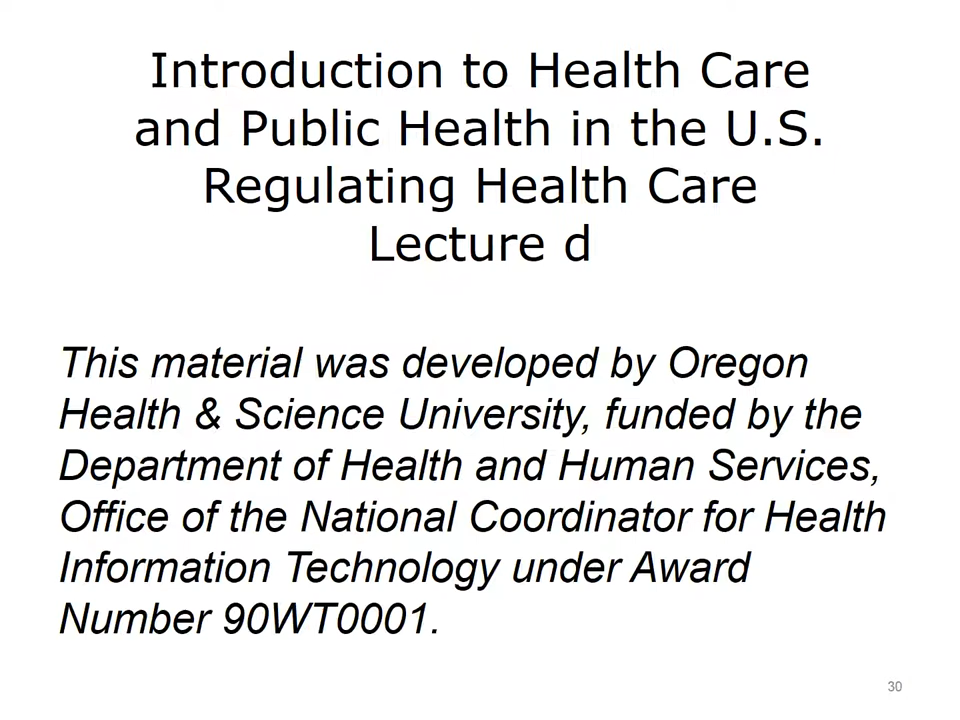 Introduction to Health Care
and Public Health in the U.S.
Regulating Health Care
Lecture d
This material was developed by Oregon
Health & Science University, funded by the
Department of Health and Human Services,
Office of the National Coordinator for Health
Information Technology under Award
Number 90WT0001.
30